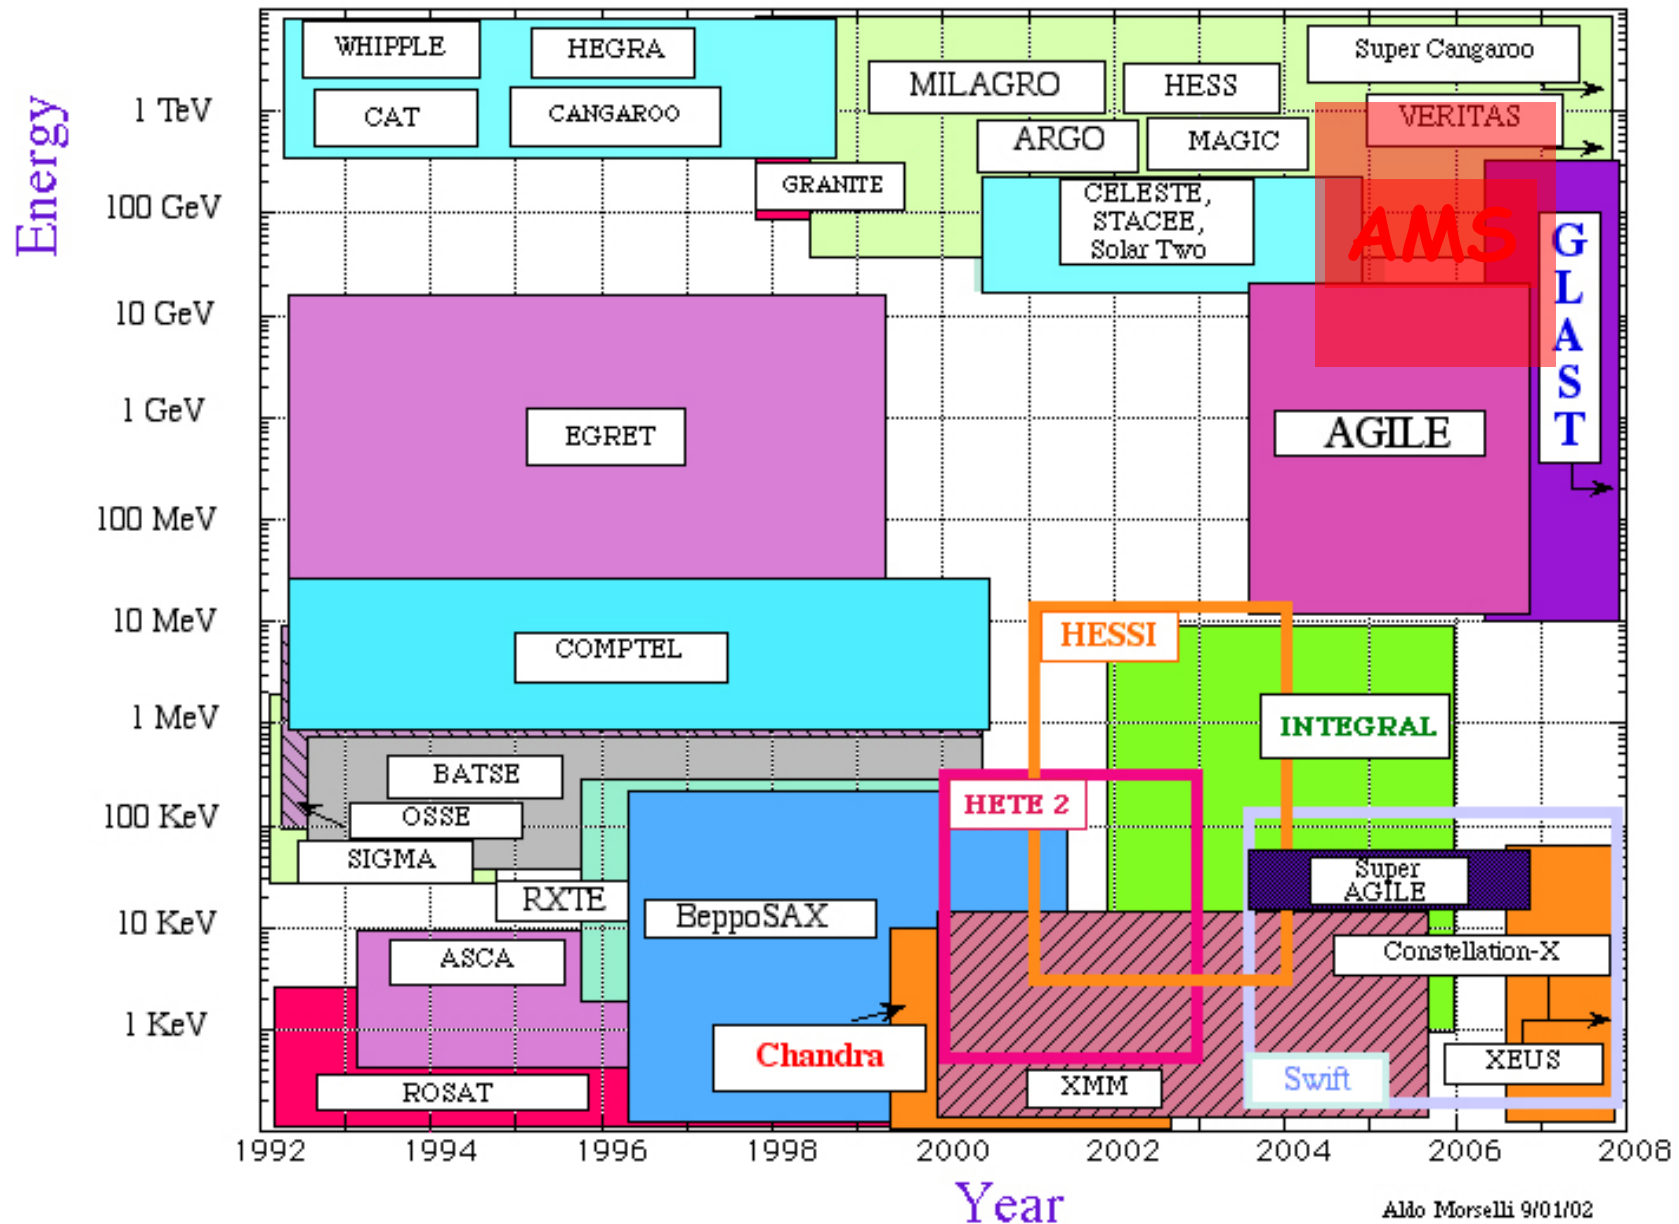 Energy
1 TeV
100 GeV
10 GeV
1 GeV
100 MeV
10 MeV
1 MeV
100 KeV
10 KeV
1 KeV
WHIPPLE
HEGRA
CAT
CANGAROO
GRANITE
MILAGRO
HESS
ARGO
MAGIC
Super Cangaroo
VERITAS
CELESTE,
STACEE,
Solar Two
AMS
G
L
A
S
T
EGRET
AGILE
COMPTEL
HESSI
INTEGRAL
BATSE
OSSE
SIGMA
HETE 2
RXTE
BeppoSAX
Super
AGILE
ASCA
Constellation-X
Chandra
XEUS
ROSAT
XMM
Swift
1992
1994
1996
1998
2000
2002
2004
2006
2008
Year
Aldo Morselli 9/01/02